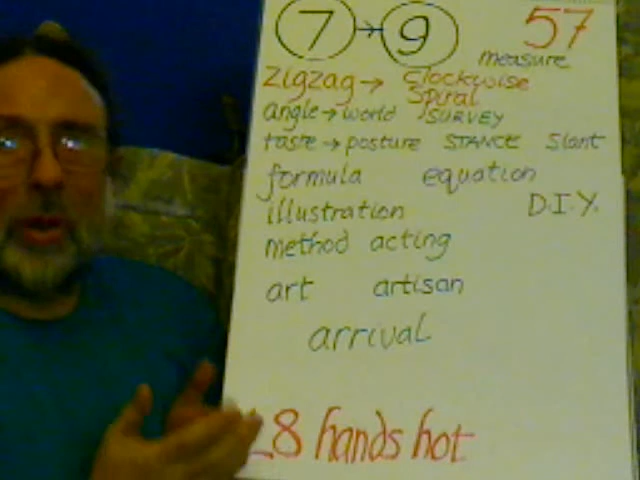 7 → 9 57
measure
zigzag → clockwise
spiral
angle → world SURVEY
taste → posture STANCE Slant
formula equation
illustration D.I.Y.
method acting
art artisan
arrival
8 hands hot